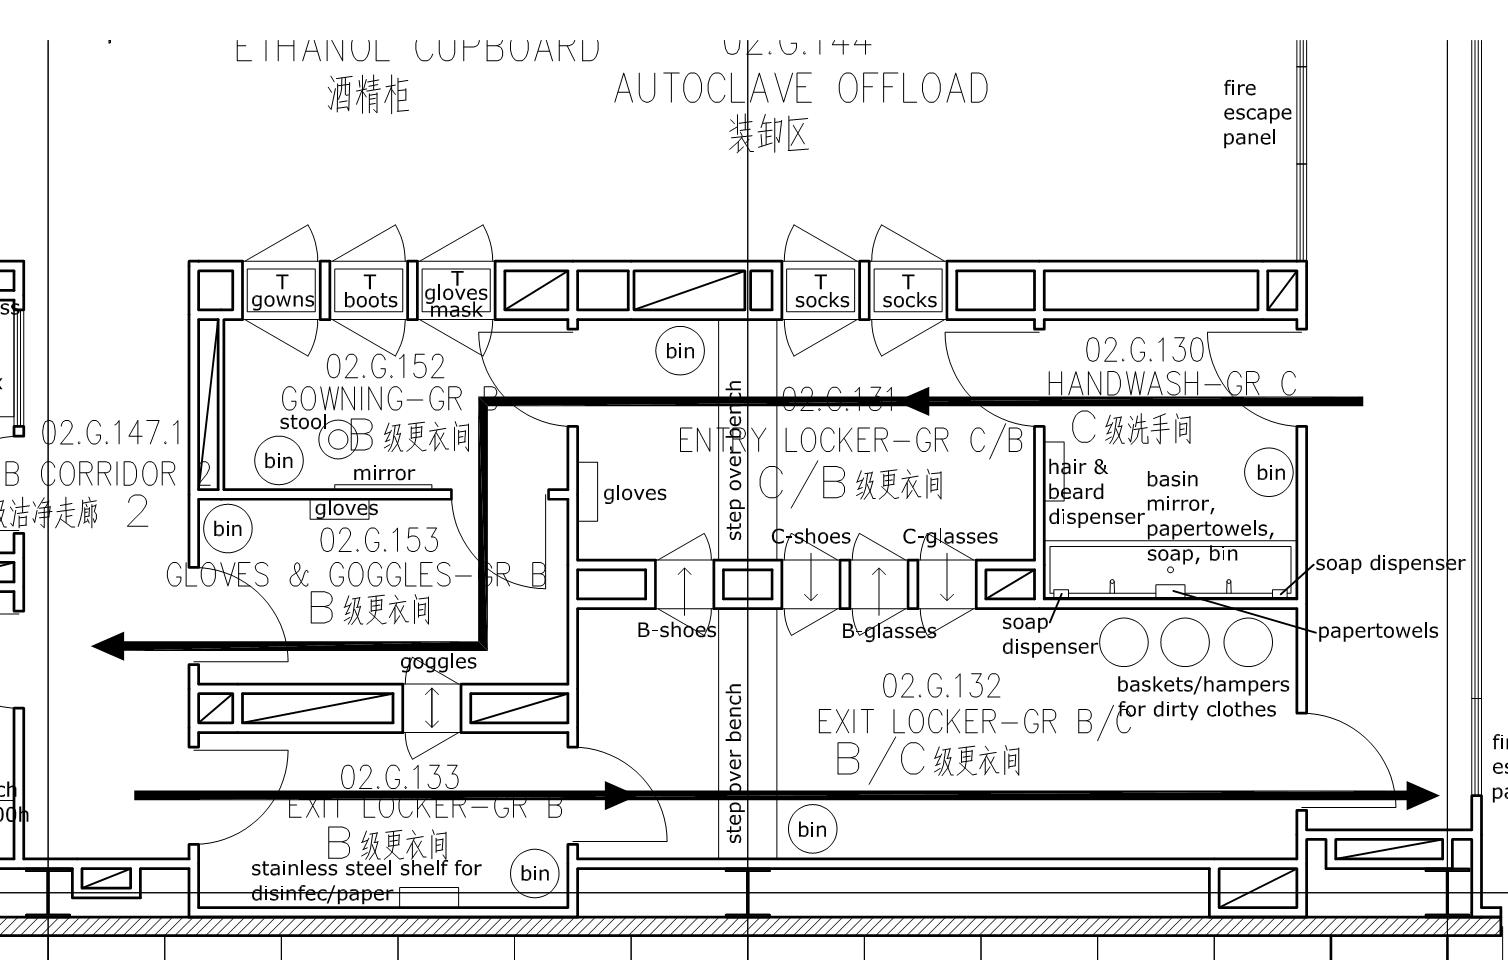 ETHANOL CUPBOARD
酒精柜
02.G.144
AUTOCLAVE OFFLOAD
装卸区
fire
escape
panel
T
gowns
T
boots
T
gloves
mask
T
socks
T
socks
bin
02.G.152
GOWNING-GR B
B 级更衣间
stool
bin
mirror
02.G.131
ENTRY LOCKER-GR C/B
C/B 级更衣间
step over bench
gloves
02.G.130
HANDWASH-GR C
C 级洗手间
hair &
beard
dispenser
basin
mirror,
papertowels,
soap, bin
bin
02.G.147.1
B CORRIDOR 2
级洁净走廊 2
bin
gloves
02.G.153
GLOVES & GOGGLES-GR B
B 级更衣间
goggles
C-shoes
C-glasses
B-shoes
B-glasses
soap dispenser
soap
dispenser
papertowels
baskets/hampers
for dirty clothes
02.G.132
EXIT LOCKER-GR B/C
B/C 级更衣间
step over bench
bin
02.G.133
EXIT LOCKER-GR B
B 级更衣间
stainless steel shelf for
disinfec/paper
bin